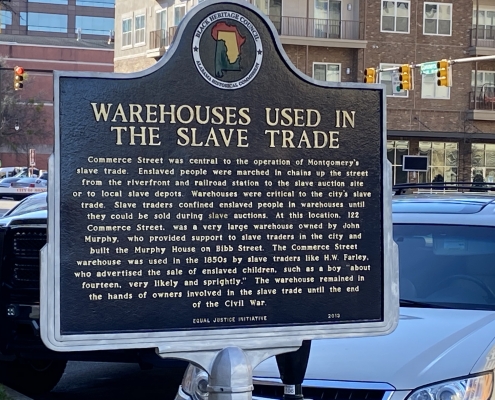 BLACK HERITAGE COUNCIL
ALABAMA HISTORICAL COMMISSION
WAREHOUSES USED IN
THE SLAVE TRADE
Commerce Street was central to the operation of Montgomery's
slave trade. Enslaved people were marched in chains up the street
from the riverfront and railroad station to the slave auction site
or to local slave depots. Warehouses were critical to the city's slave
trade. Slave traders confined enslaved people in warehouses until
they could be sold during slave auctions. At this location, 122
Commerce Street, was a very large warehouse owned by John
Murphy, who provided support to slave traders in the city and
built the Murphy House on Bibb Street. The Commerce Street
warehouse was used in the 1850s by slave traders like H.W. Farley,
who advertised the sale of enslaved children, such as a boy "about
fourteen, very likely and sprightly." The warehouse remained in
the hands of owners involved in the slave trade until the end
of the Civil War.
EQUAL JUSTICE INITIATIVE 2013